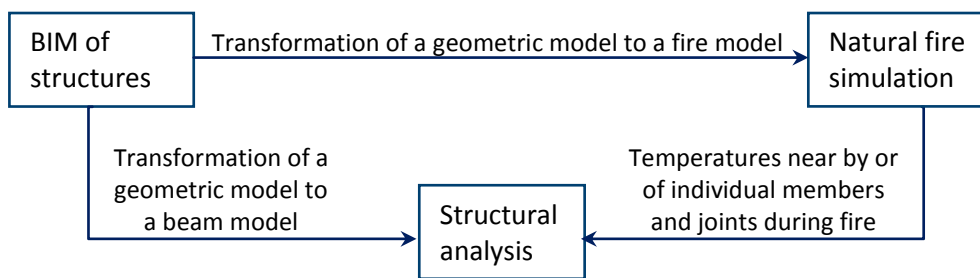 BIM of
structures
Transformation of a geometric model to a fire model
Natural fire
simulation
Transformation of a
geometric model to
a beam model
Structural
analysis
Temperatures near by or
of individual members
and joints during fire